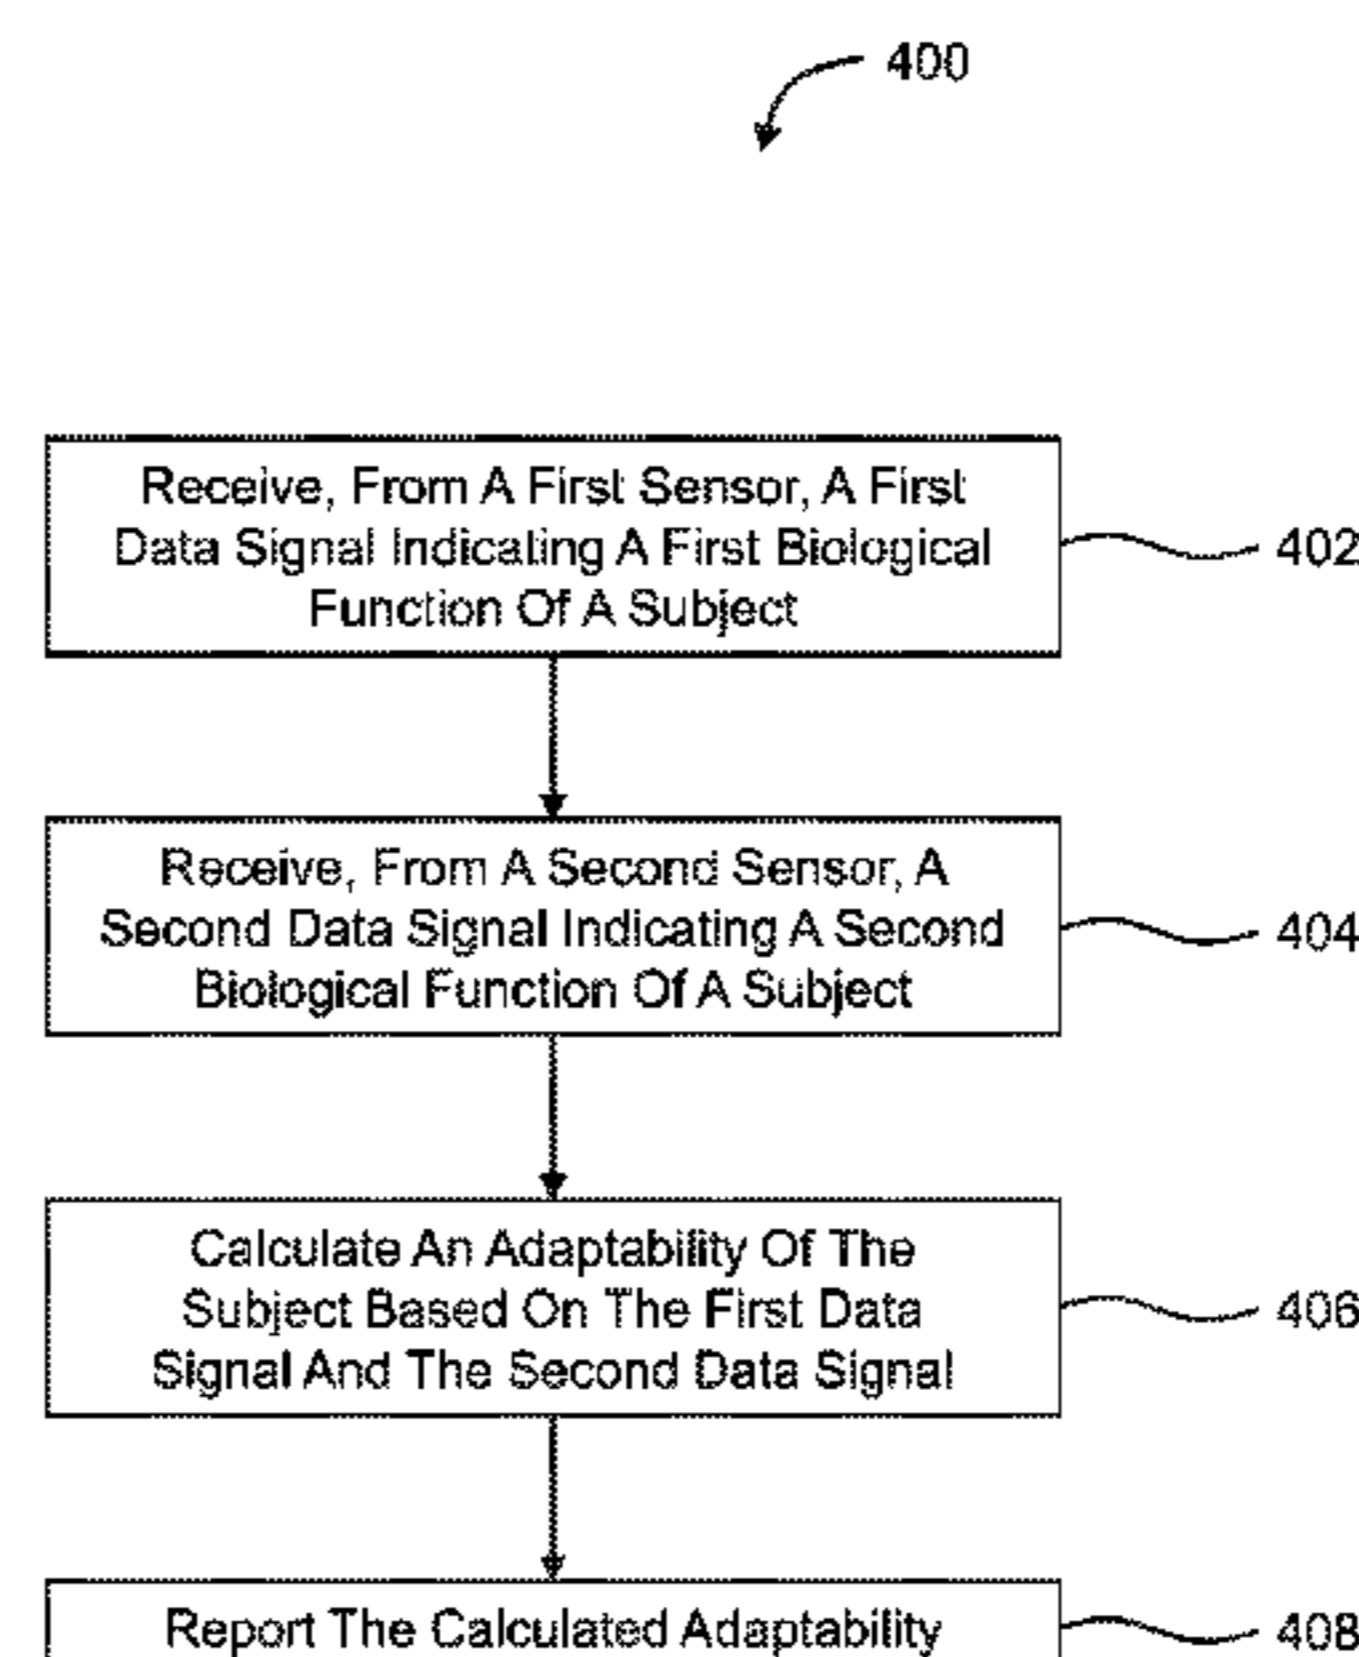 400
Receive, From A First Sensor, A First
Data Signal Indicating A First Biological
Function Of A Subject
402
Receive, From A Second Sensor, A
Second Data Signal Indicating A Second
Biological Function Of A Subject
404
Calculate An Adaptability Of The
Subject Based On The First Data
Signal And The Second Data Signal
406
Report The Calculated Adaptability
408